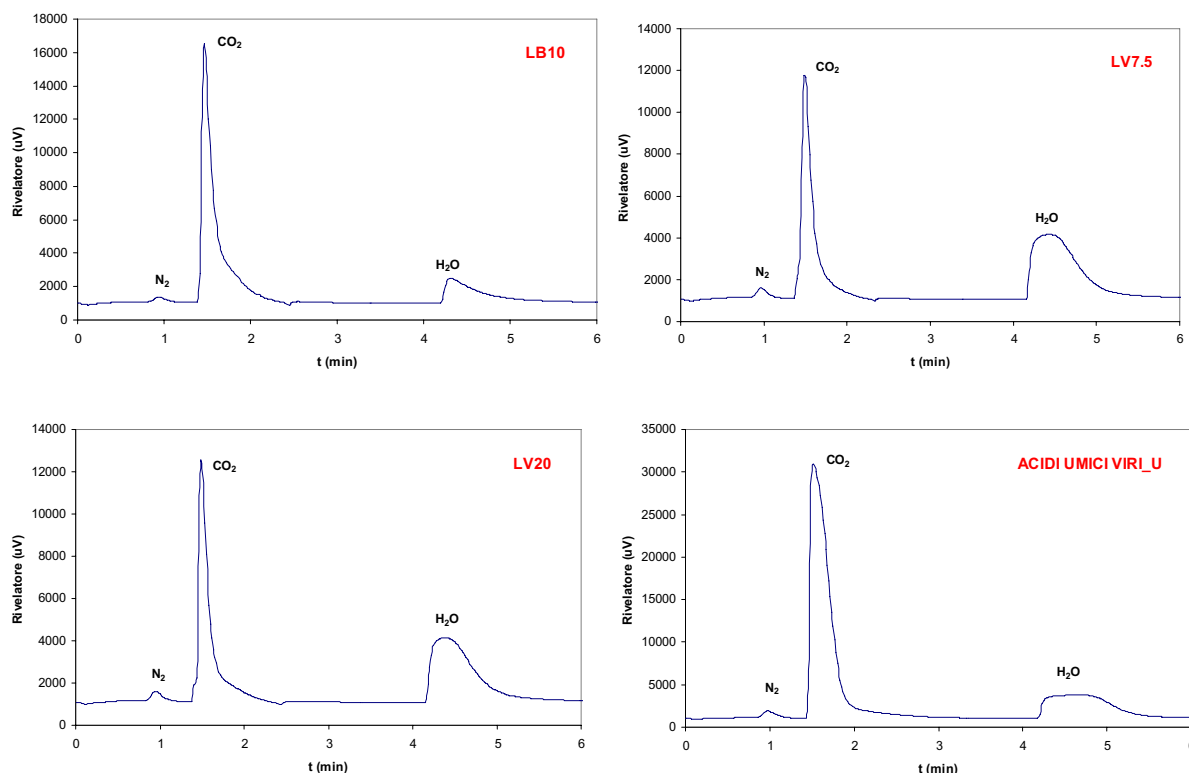 LB10
Rivelatore (uV)
18000
16000
14000
12000
10000
8000
6000
4000
2000
0
CO₂
N₂
H₂O
0 1 2 3 4 5 6
t (min)
LV7.5
Rivelatore (uV)
14000
12000
10000
8000
6000
4000
2000
0
CO₂
N₂
H₂O
0 1 2 3 4 5 6
t (min)
LV20
Rivelatore (uV)
14000
12000
10000
8000
6000
4000
2000
0
CO₂
N₂
H₂O
0 1 2 3 4 5 6
t (min)
ACIDI UMICI VIRI_U
Rivelatore (uV)
35000
30000
25000
20000
15000
10000
5000
0
CO₂
N₂
H₂O
0 1 2 3 4 5 6
t (min)